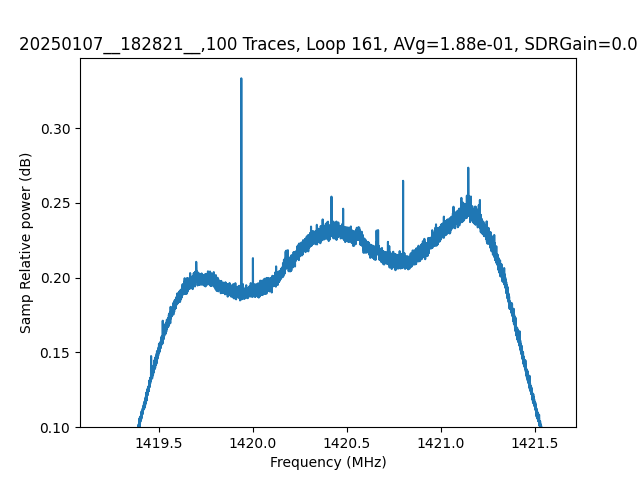 20250107__182821__,100 Traces, Loop 161, AVg=1.88e-01, SDRGain=0.0
0.30
0.25
0.20
0.15
0.10
Samp Relative power (dB)
1419.5 1420.0 1420.5 1421.0 1421.5
Frequency (MHz)